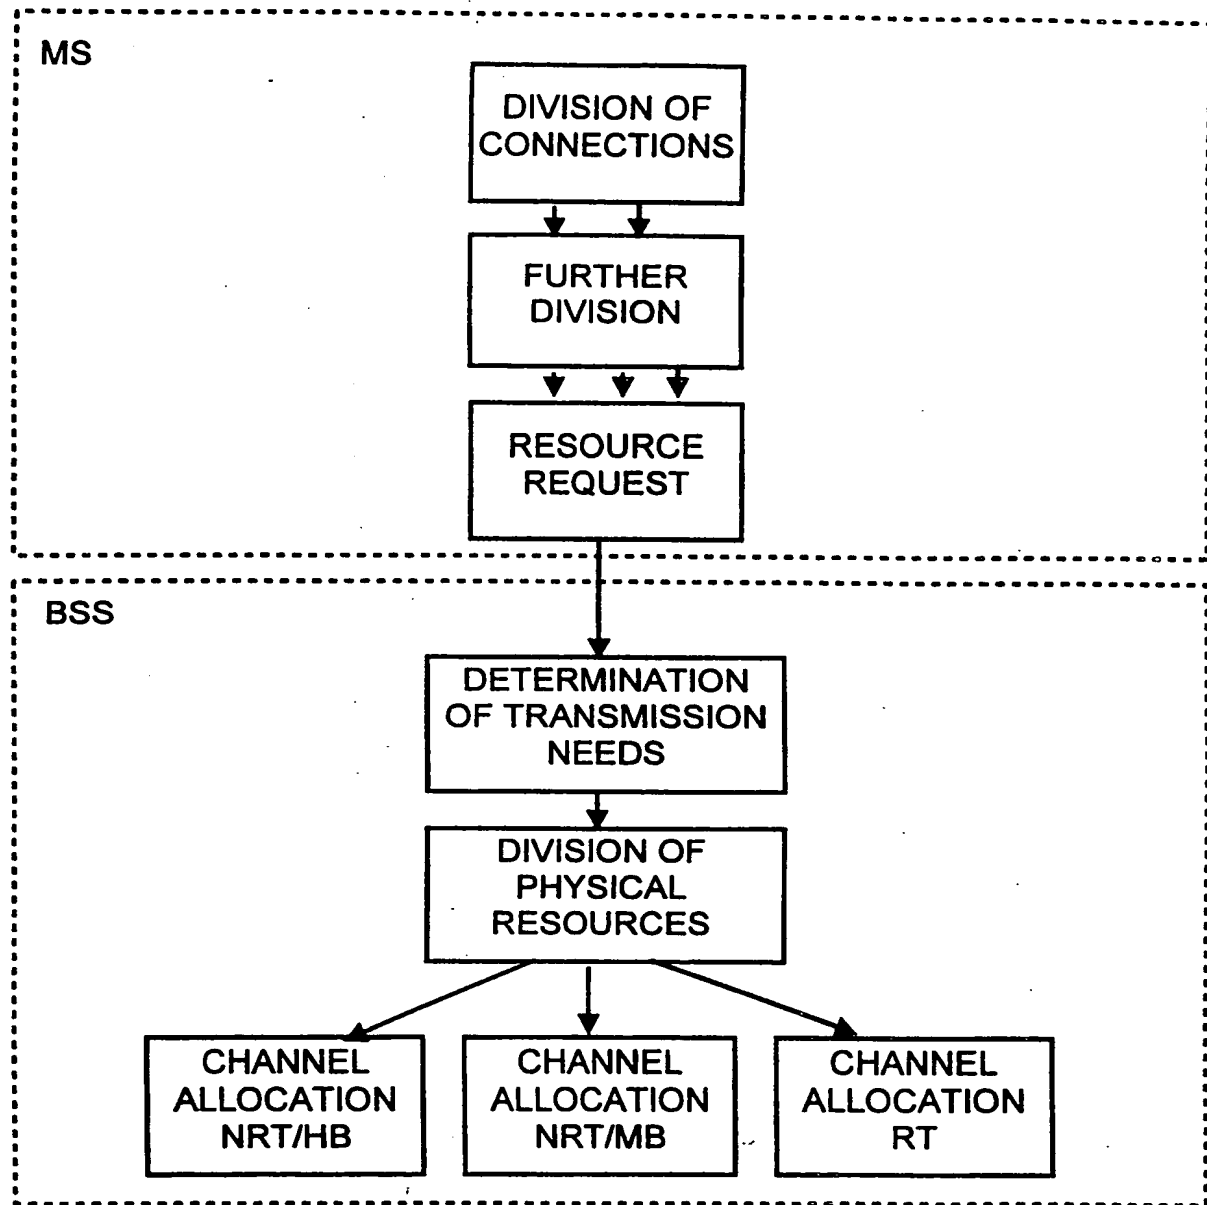 MS
DIVISION OF
CONNECTIONS
FURTHER
DIVISION
RESOURCE
REQUEST
BSS
DETERMINATION
OF TRANSMISSION
NEEDS
DIVISION OF
PHYSICAL
RESOURCES
CHANNEL
ALLOCATION
NRT/HB
CHANNEL
ALLOCATION
NRT/MB
CHANNEL
ALLOCATION
RT